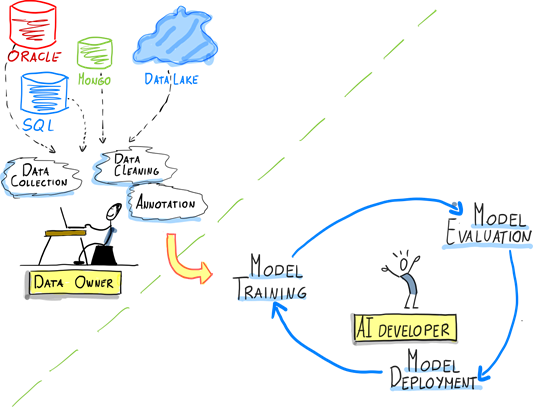 ORACLE
MONGO
DATA LAKE
SQL
DATA
COLLECTION
DATA
CLEANING
ANNOTATION
DATA OWNER
MODEL
TRAINING
MODEL
EVALUATION
AI DEVELOPER
MODEL
DEPLOYMENT